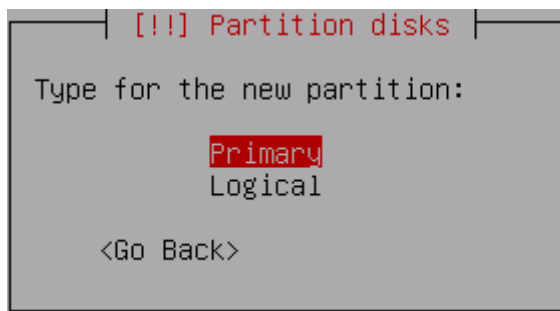 [!!] Partition disks
Type for the new partition:
Primary
Logical
<Go Back>